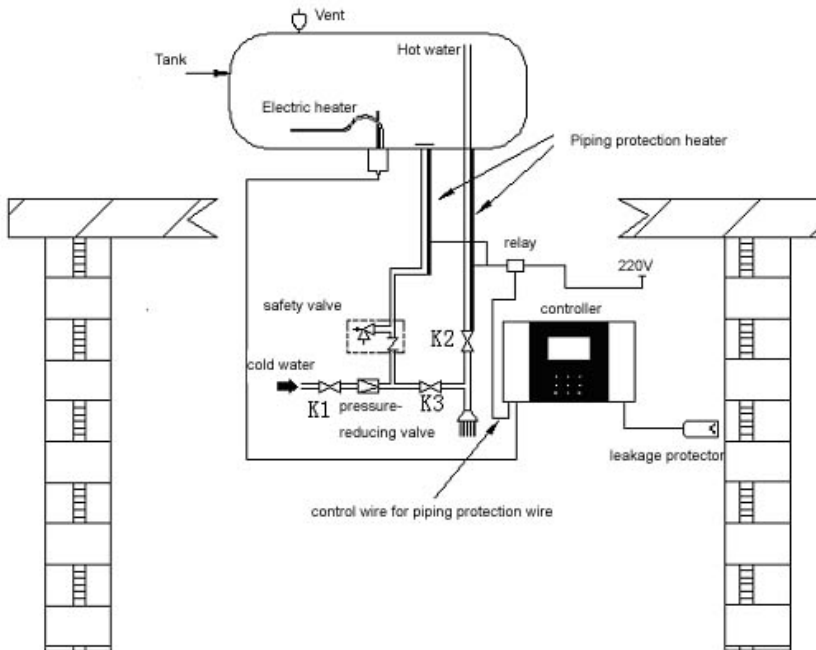 Vent
Hot water
Tank
Electric heater
Piping protection heater
relay
220V
safety valve
controller
K2
cold water
K1
pressure-
K3
reducing valve
leakage protector
control wire for piping protection wire